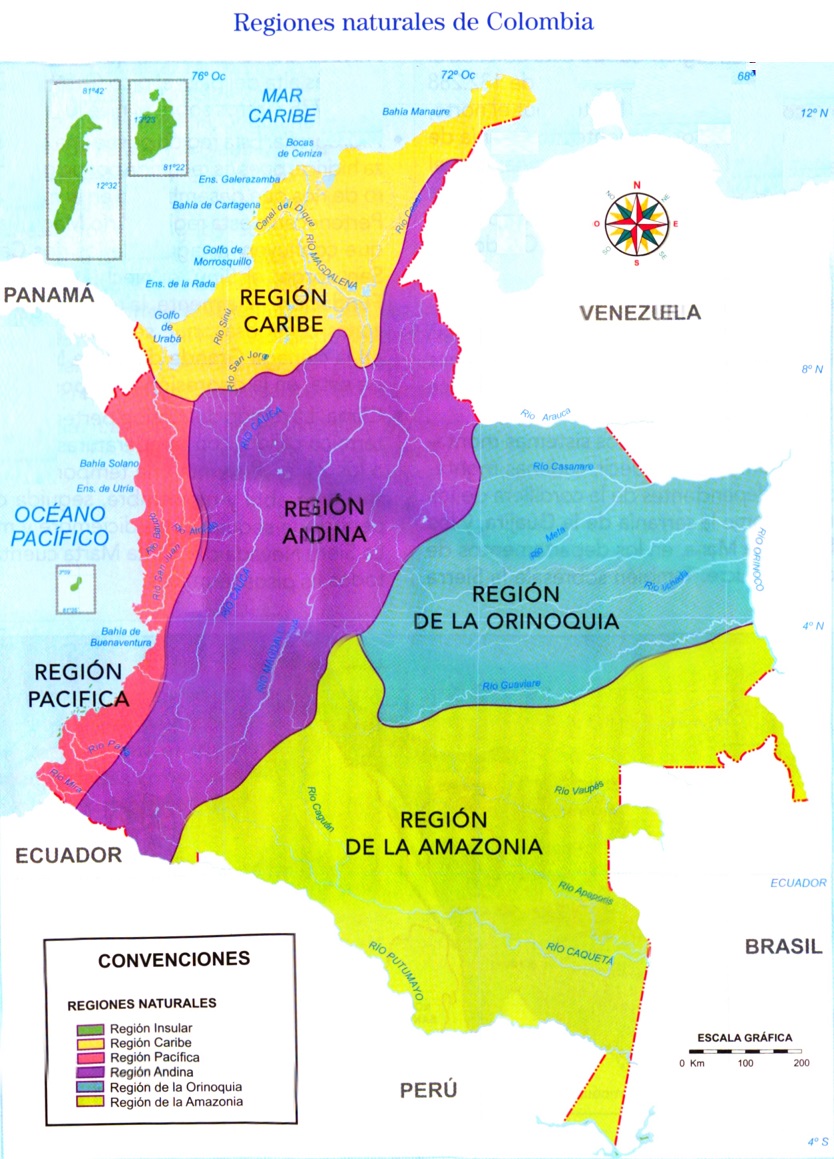 Regiones naturales de Colombia
76º Oc
72º Oc
68º
81º42´
12º32
81º22
MAR
CARIBE
Bahía Manaure
12º N
Bocas
de Ceniza
Ens. Galerazamba
Bahía de Cartagena
Canal del Dique
RÍO MAGDALENA
Golfo de
Morrosquillo
Ens. de la Rada
N
O
E
S
PANAMÁ
REGIÓN
CARIBE
VENEZUELA
Golfo
de
Urabá
Río Sinú
Río San Jorge
8º N
RÍO CAUCA
Río Arauca
Bahía Solano
Ens. de Utría
Río Casanare
OCÉANO
PACÍFICO
REGIÓN
ANDINA
Río Meta
RÍO ORINOCO
Río San Juan
RÍO CAUCA
REGIÓN
DE LA ORINOQUIA
Bahía de
Buenaventura
4º N
REGIÓN
PACIFICA
Río Guaviare
Río Mira
Río Caguán
Río Vaupés
REGIÓN
DE LA AMAZONIA
ECUADOR
ECUADOR
Río Apaporis
RÍO CAQUETÁ
RÍO PUTUMAYO
BRASIL
CONVENCIONES
REGIONES NATURALES
Región Insular
Región Caribe
Región Pacífica
Región Andina
Región de la Orinoquia
Región de la Amazonia
ESCALA GRÁFICA
0 Km 100 200
PERÚ
4º S